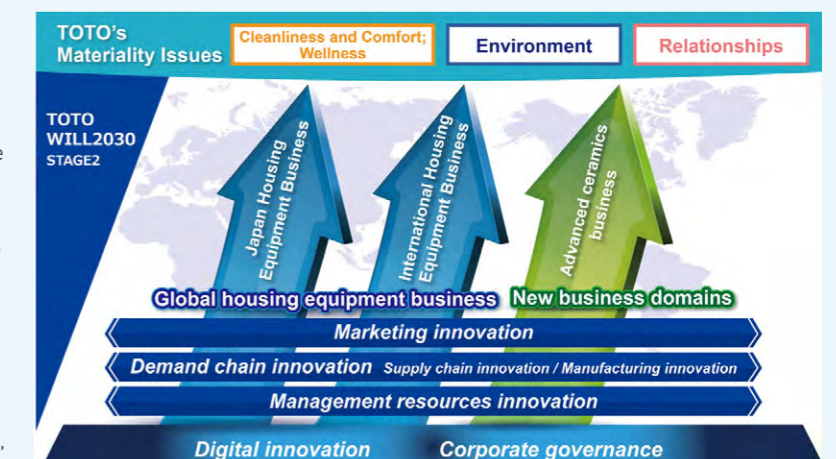 TOTO's
Materiality Issues
Cleanliness and Comfort;
Wellness
Environment
Relationships
TOTO
WILL2030
STAGE2
Japan Housing
Equipment Business
International Housing
Equipment Business
Advanced ceramics
business
Global housing equipment business
New business domains
Marketing innovation
Demand chain innovation Supply chain innovation / Manufacturing innovation
Management resources innovation
Digital innovation
Corporate governance